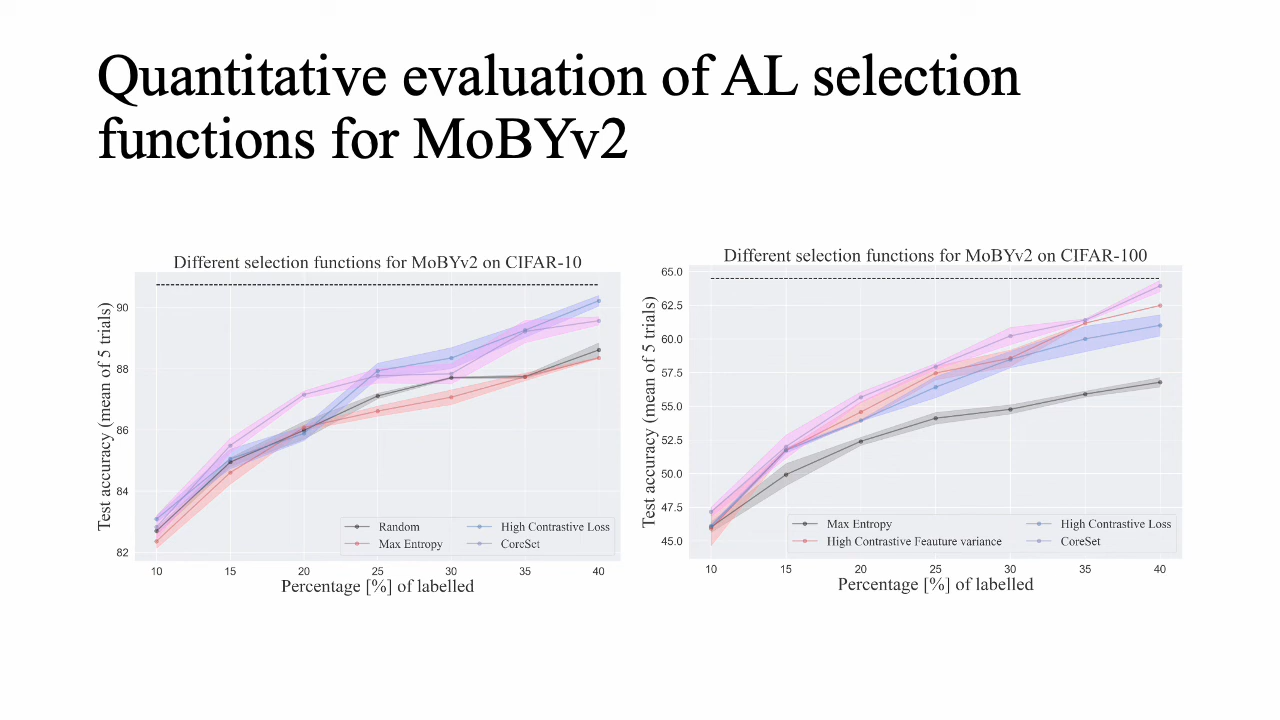 Quantitative evaluation of AL selection
functions for MoBYv2
Different selection functions for MoBYv2 on CIFAR-10
Test accuracy (mean of 5 trials)
90
88
86
84
82
10 15 20 25 30 35 40
Percentage [%] of labelled
Random
Max Entropy
High Contrastive Loss
CoreSet
Different selection functions for MoBYv2 on CIFAR-100
Test accuracy (mean of 5 trials)
65.0
62.5
60.0
57.5
55.0
52.5
50.0
47.5
45.0
10 15 20 25 30 35 40
Percentage [%] of labelled
Max Entropy
High Contrastive Feauture variance
High Contrastive Loss
CoreSet